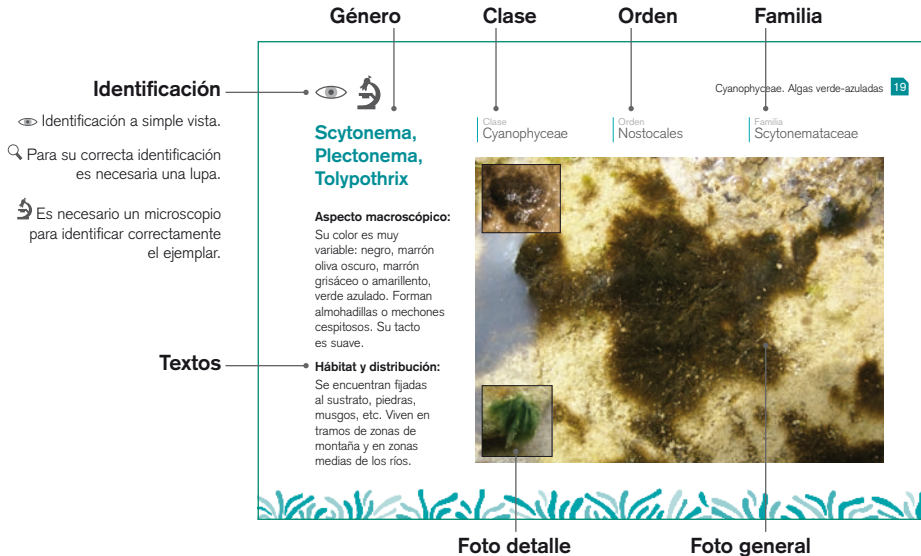 Género
Clase
Orden
Familia
Identificación
Identificación a simple vista.
Para su correcta identificación
es necesaria una lupa.
Es necesario un microscopio
para identificar correctamente
el ejemplar.
Textos
Cyanophyceae. Algas verde-azuladas 19
Scytonema,
Plectonema,
Tolypothrix
Clase
Cyanophyceae
Orden
Nostocales
Familia
Scytonemataceae
Aspecto macroscópico:
Su color es muy
variable: negro, marrón
oliva oscuro, marrón
grisáceo o amarillento,
verde azulado. Forman
almohadillas o mechones
cespitosos. Su tacto
es suave.
Hábitat y distribución:
Se encuentran fijadas
al sustrato, piedras,
musgos, etc. Viven en
tramos de zonas de
montaña y en zonas
medias de los ríos.
Foto detalle
Foto general